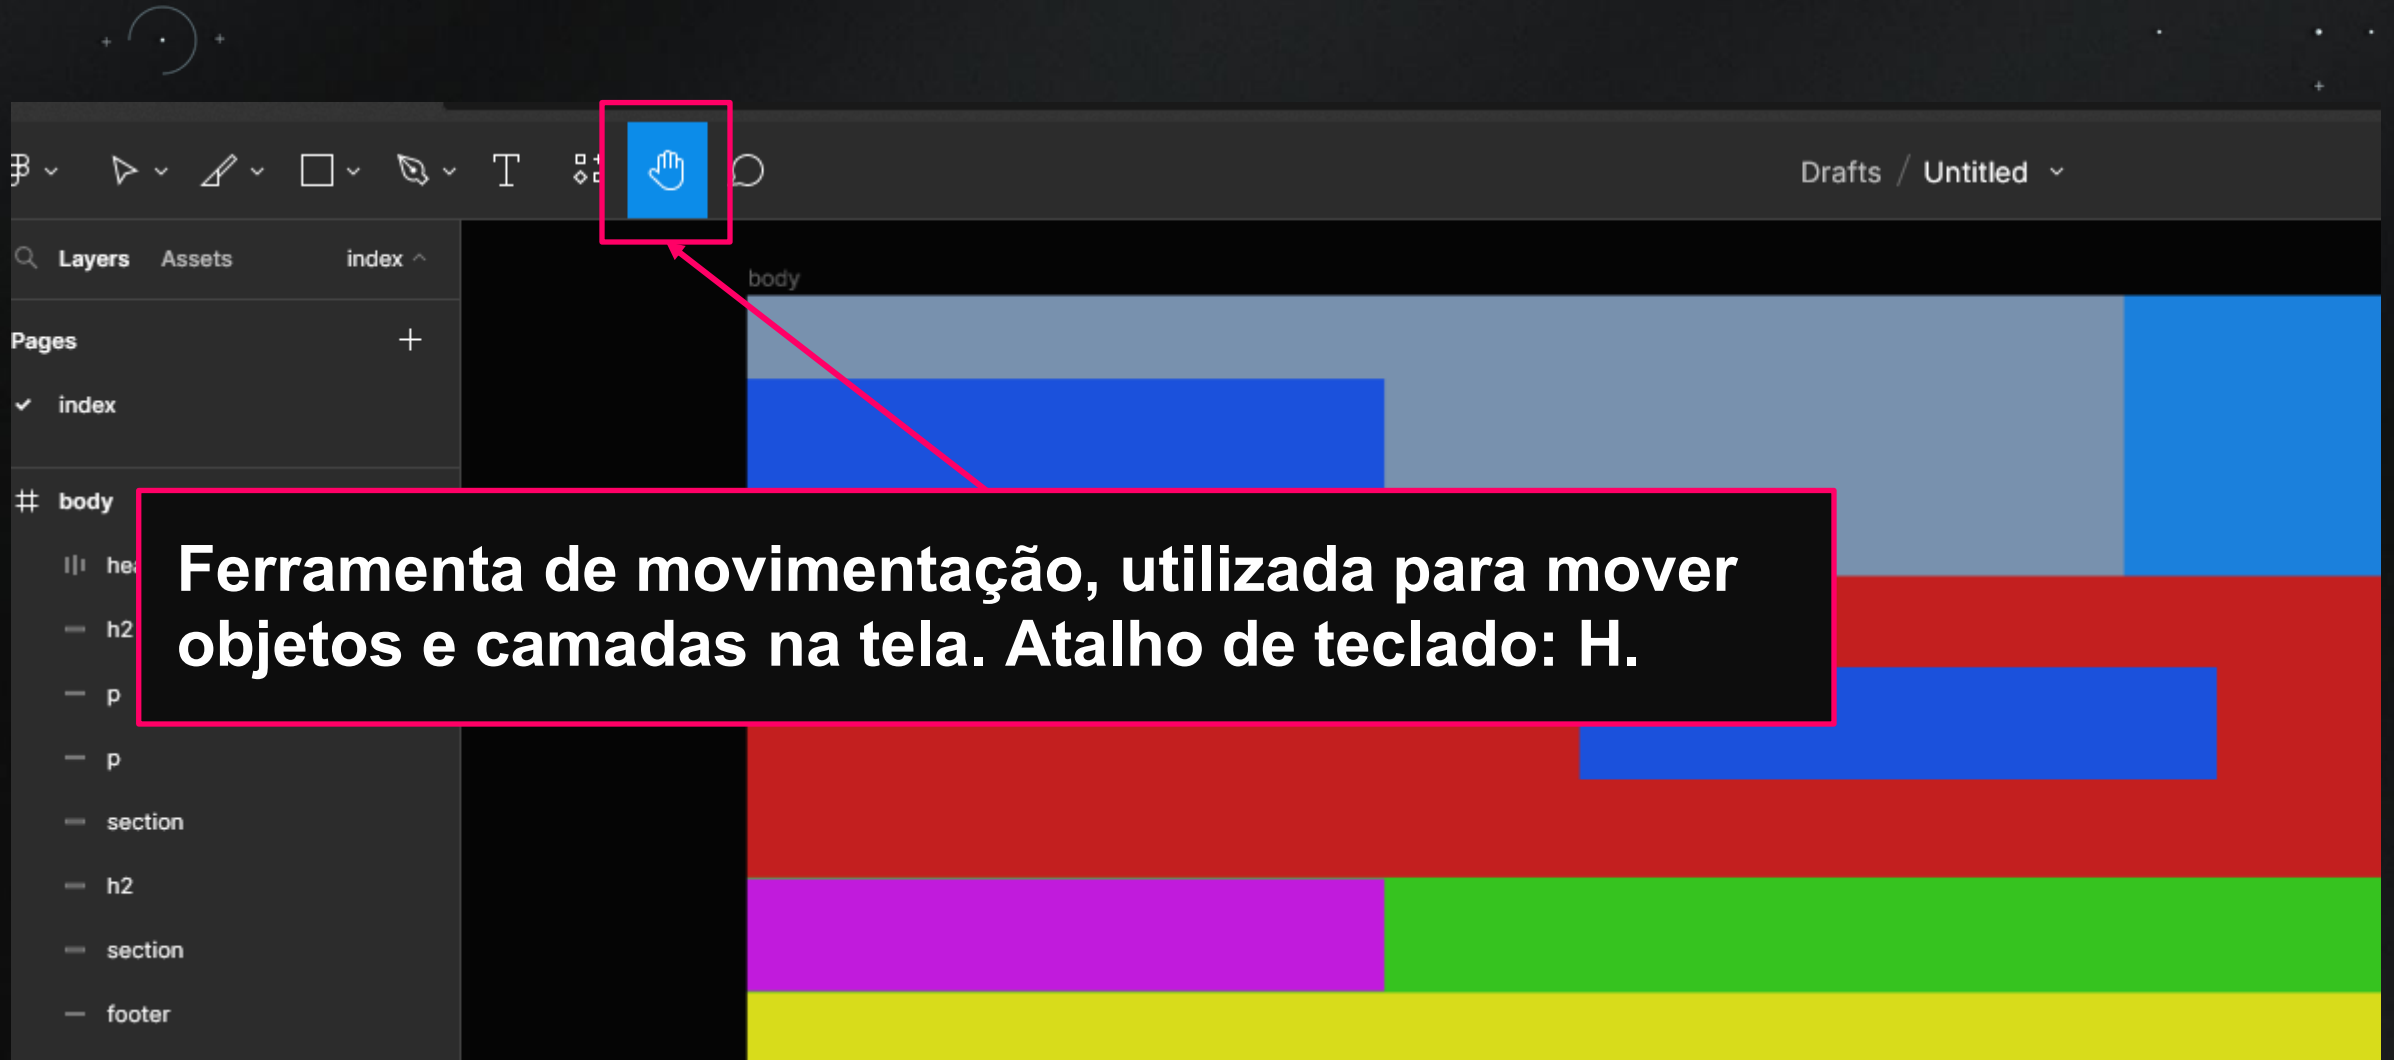 T
Drafts / Untitled
Layers Assets index
body
Pages
index
body
Ferramenta de movimentação, utilizada para mover
objetos e camadas na tela. Atalho de teclado: H.
h2
p
p
section
h2
section
footer